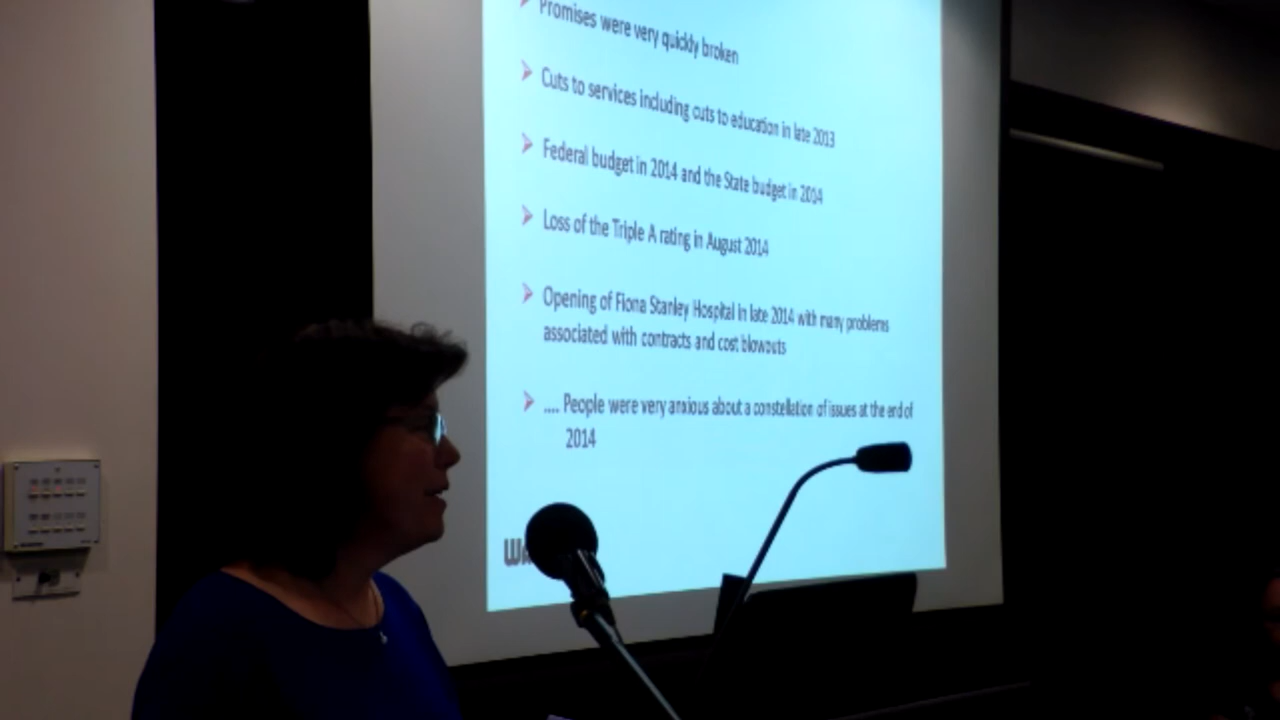 Promises were very quickly broken
Cuts to services including cuts to education in late 2013
Federal budget in 2014 and the State budget in 2014
Loss of the Triple A rating in August 2014
Opening of Fiona Stanley Hospital in late 2014 with many problems
associated with contracts and cost blowouts
.... People were very anxious about a constellation of issues at the end of
2014